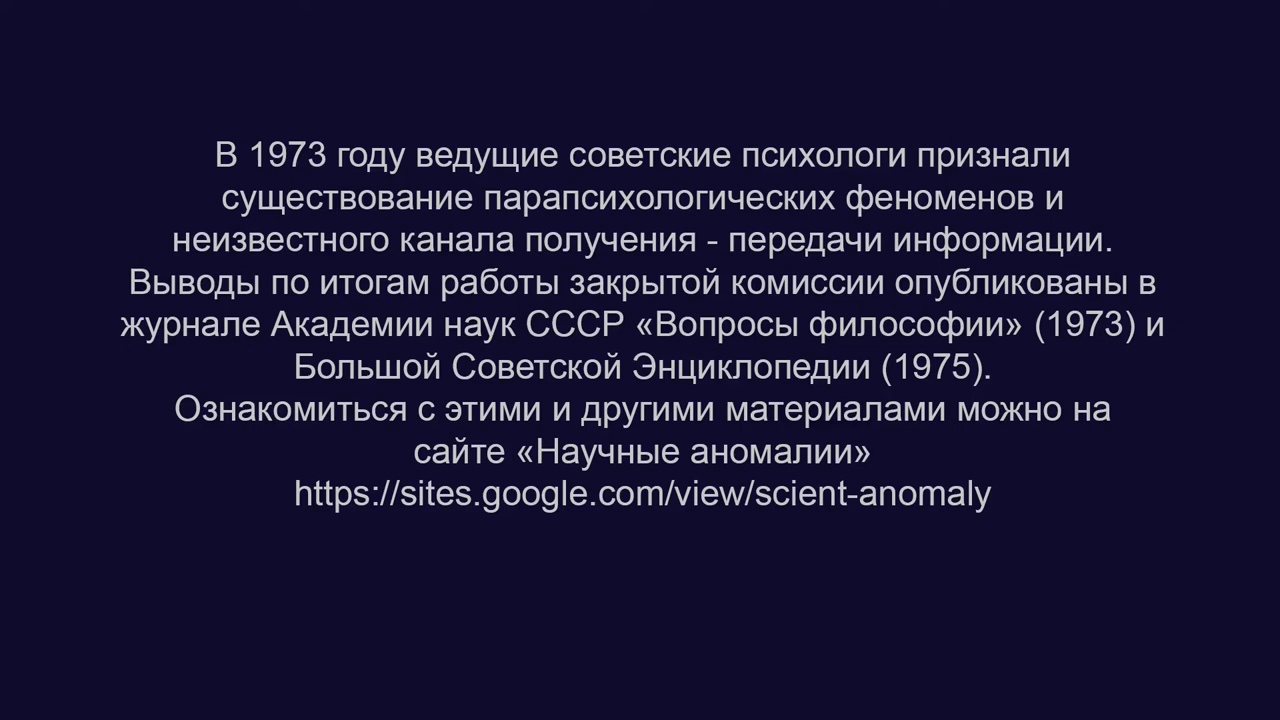 В 1973 году ведущие советские психологи признали
существование парапсихологических феноменов и
неизвестного канала получения - передачи информации.
Выводы по итогам работы закрытой комиссии опубликованы в
журнале Академии наук СССР «Вопросы философии» (1973) и
Большой Советской Энциклопедии (1975).
Ознакомиться с этими и другими материалами можно на
сайте «Научные аномалии»
https://sites.google.com/view/scient-anomaly